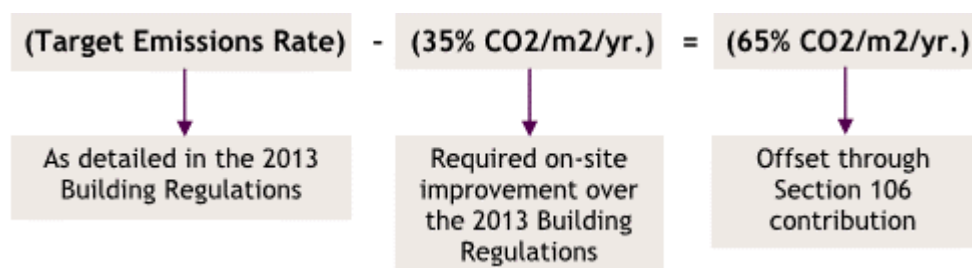 (Target Emissions Rate) - (35% CO2/m2/yr.) = (65% CO2/m2/yr.)
As detailed in the 2013
Building Regulations
Required on-site
improvement over
the 2013 Building
Regulations
Offset through
Section 106
contribution